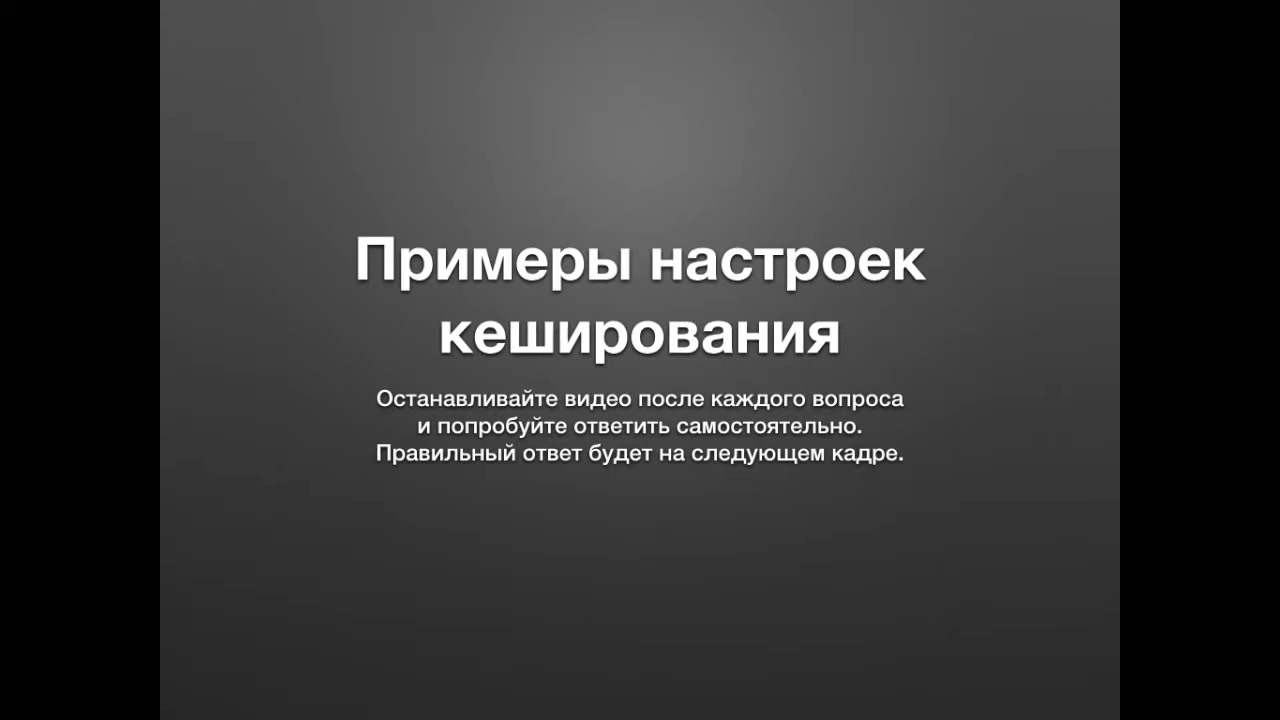 Примеры настроек
кеширования
Останавливайте видео после каждого вопроса
и попробуйте ответить самостоятельно.
Правильный ответ будет на следующем кадре.